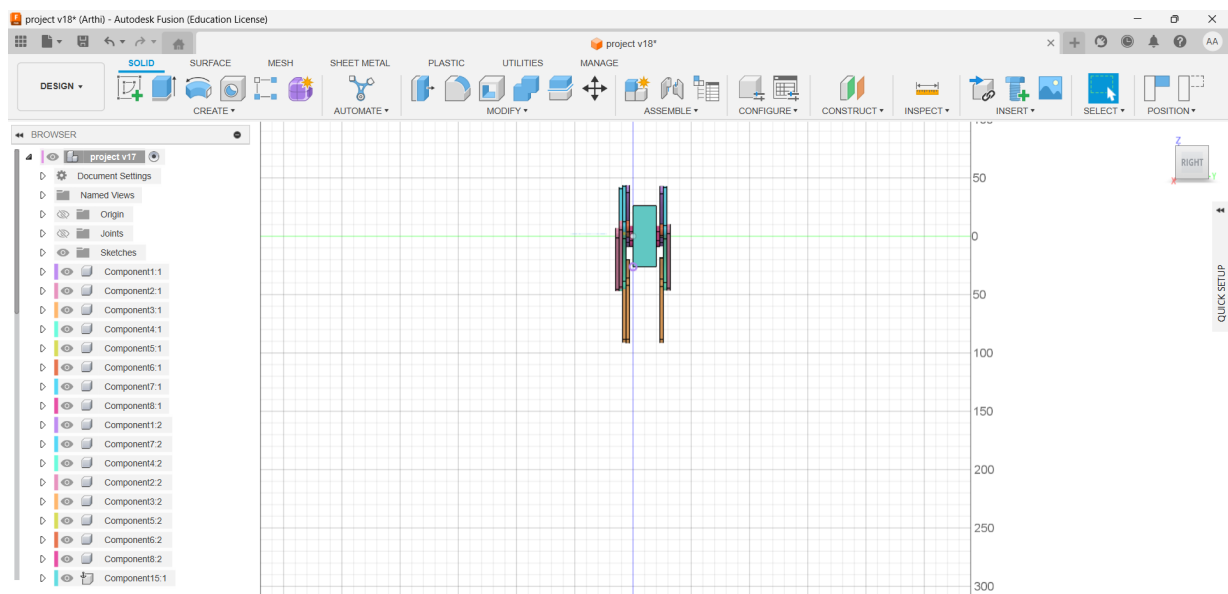 project v18* (Arthi) - Autodesk Fusion (Education License)
project v18*
AA
SOLID SURFACE MESH SHEET METAL PLASTIC UTILITIES MANAGE
DESIGN
CREATE AUTOMATE MODIFY ASSEMBLE CONFIGURE CONSTRUCT INSPECT INSERT SELECT POSITION
BROWSER
project v17
Document Settings
Named Views
Origin
Joints
Sketches
Component1:1
Component2:1
Component3:1
Component4:1
Component5:1
Component6:1
Component7:1
Component8:1
Component1:2
Component7:2
Component4:2
Component2:2
Component3:2
Component5:2
Component6:2
Component8:2
Component15:1
50
0
50
100
150
200
250
300
Z
RIGHT
X
Y
QUICK SETUP